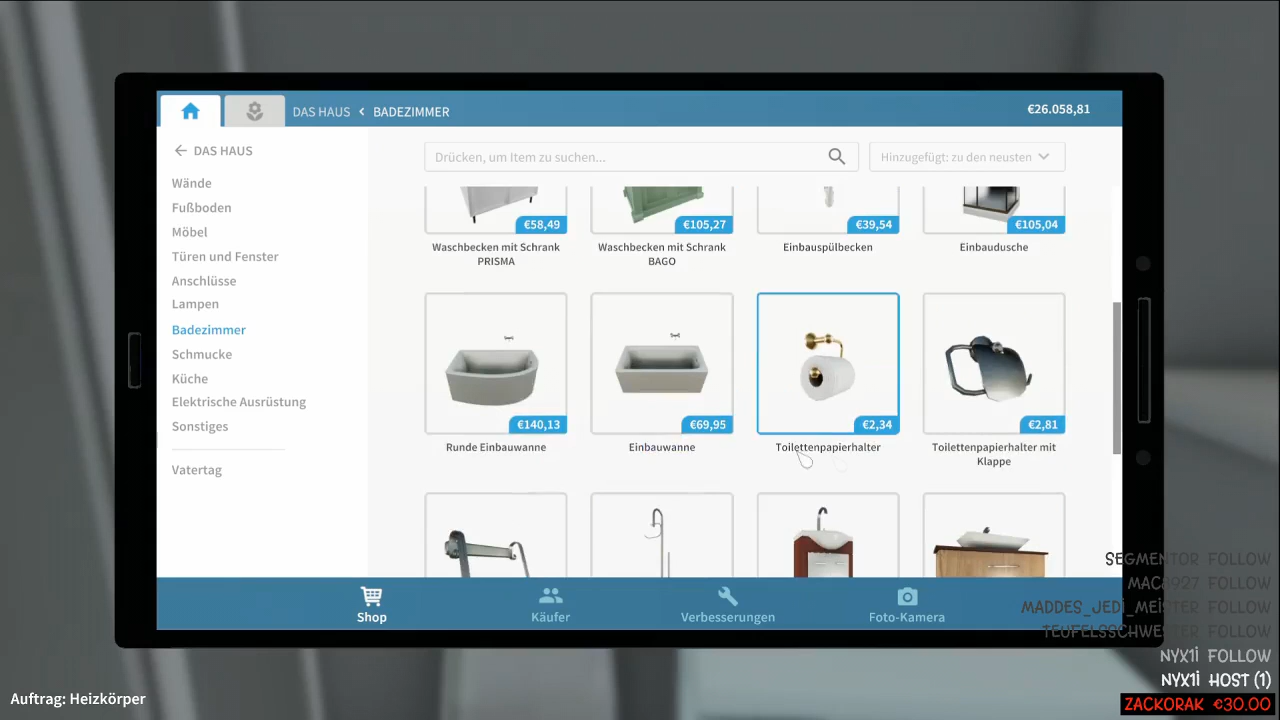 DAS HAUS < BADEZIMMER
€26.058,81
← DAS HAUS
Wände
Fußboden
Möbel
Türen und Fenster
Anschlüsse
Lampen
Badezimmer
Schmucke
Küche
Elektrische Ausrüstung
Sonstiges
Vatertag
Drücken, um Item zu suchen...
Hinzugefügt: zu den neusten
€58,49
€105,27
€39,54
€105,04
Waschbecken mit Schrank
PRISMA
Waschbecken mit Schrank
BAGO
Einbauspülbecken
Einbaudusche
€140,13
€69,95
€2,34
€2,81
Runde Einbauwanne
Einbauwanne
Toilettenpapierhalter
Toilettenpapierhalter mit
Klappe
Shop
Käufer
Verbesserungen
Foto-Kamera
SEGMENTOR FOLLOW
MAC8927 FOLLOW
MADDES_JEDI_MEISTER FOLLOW
TEUFELSSCHWESTER FOLLOW
NYX1I FOLLOW
NYX1I HOST (1)
ZACKORAK €30.00
Auftrag: Heizkörper